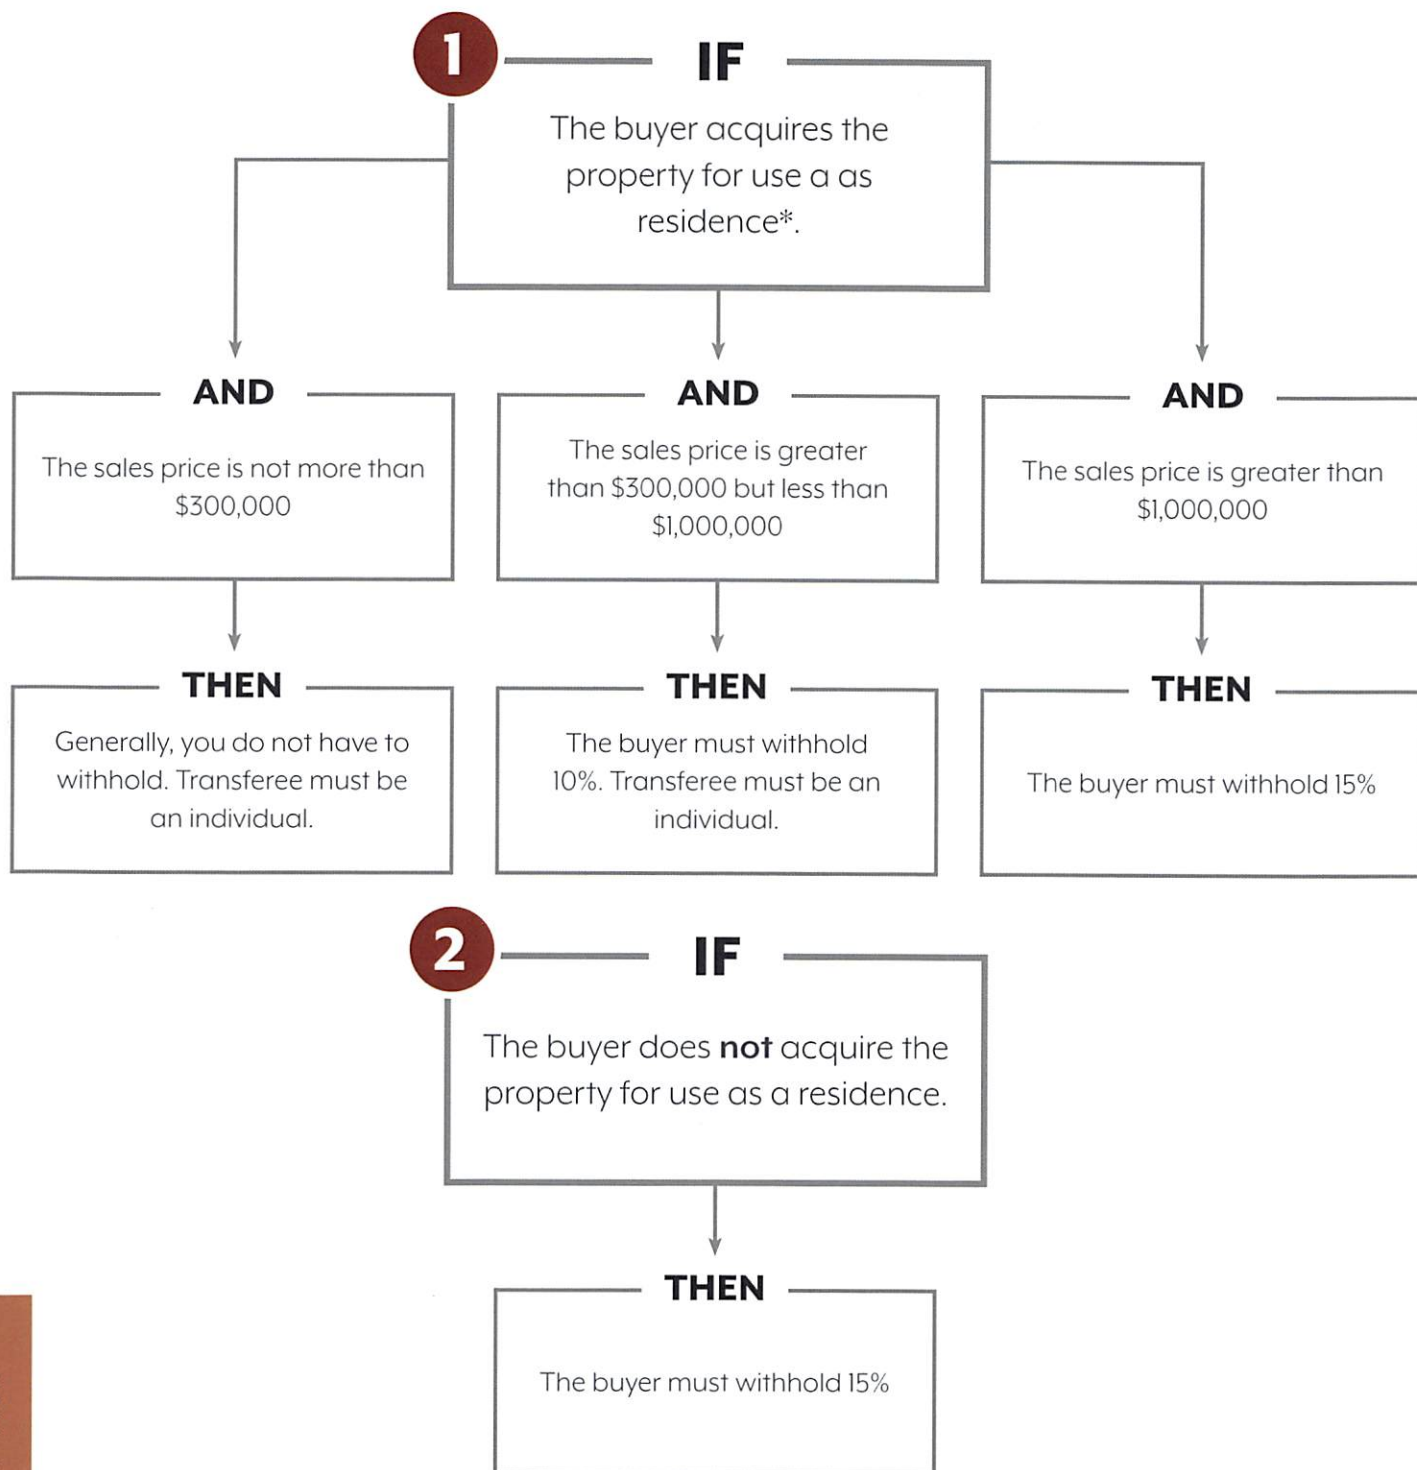 1
IF
The buyer acquires the
property for use a as
residence*.
AND
The sales price is not more than
$300,000
AND
The sales price is greater
than $300,000 but less than
$1,000,000
AND
The sales price is greater than
$1,000,000
THEN
Generally, you do not have to
withhold. Transferee must be
an individual.
THEN
The buyer must withhold
10%. Transferee must be an
individual.
THEN
The buyer must withhold 15%
2
IF
The buyer does not acquire the
property for use as a residence.
THEN
The buyer must withhold 15%